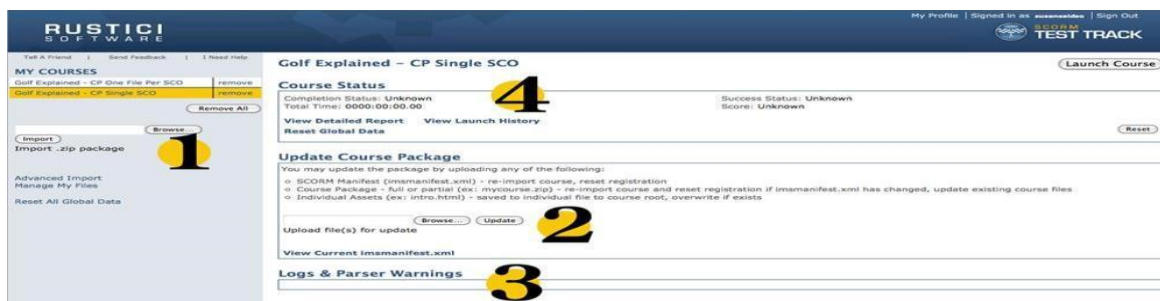 My Profile | Signed in as susansaideo | Sign Out
RUSTICI
SOFTWARE
SCORM
TEST TRACK
Tell A Friend | Send Feedback | I Need Help
MY COURSES
Golf Explained - CP One File Per SCO remove
Golf Explained - CP Single SCO remove
Remove All
Browse...
Import
Import .zip package
1
Advanced Import
Manage My Files
Reset All Global Data
Golf Explained – CP Single SCO
Launch Course
Course Status
Completion Status: Unknown
Success Status: Unknown
Total Time: 0000:00:00.00
Score: Unknown
4
View Detailed Report View Launch History
Reset Global Data
Reset
Update Course Package
You may update the package by uploading any of the following:
SCORM Manifest (imsmanifest.xml) - re-import course, reset registration
Course Package - full or partial (ex: mycourse.zip) - re-import course and reset registration if imsmanifest.xml has changed, update existing course files
Individual Assets (ex: intro.html) - saved to individual file to course root, overwrite if exists
Browse... Update
2
Upload file(s) for update
View Current imsmanifest.xml
Logs & Parser Warnings
3